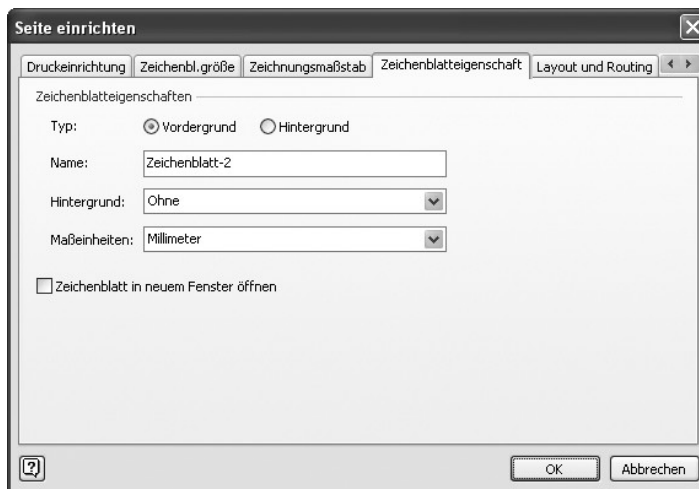 Seite einrichten
Druckeinrichtung Zeichenbl.größe Zeichnungsmaßstab Zeichenblatteigenschaft Layout und Routing
Zeichenblatteigenschaften
Typ: Vordergrund Hintergrund
Name: Zeichenblatt-2
Hintergrund: Ohne
Maßeinheiten: Millimeter
Zeichenblatt in neuem Fenster öffnen
? OK Abbrechen